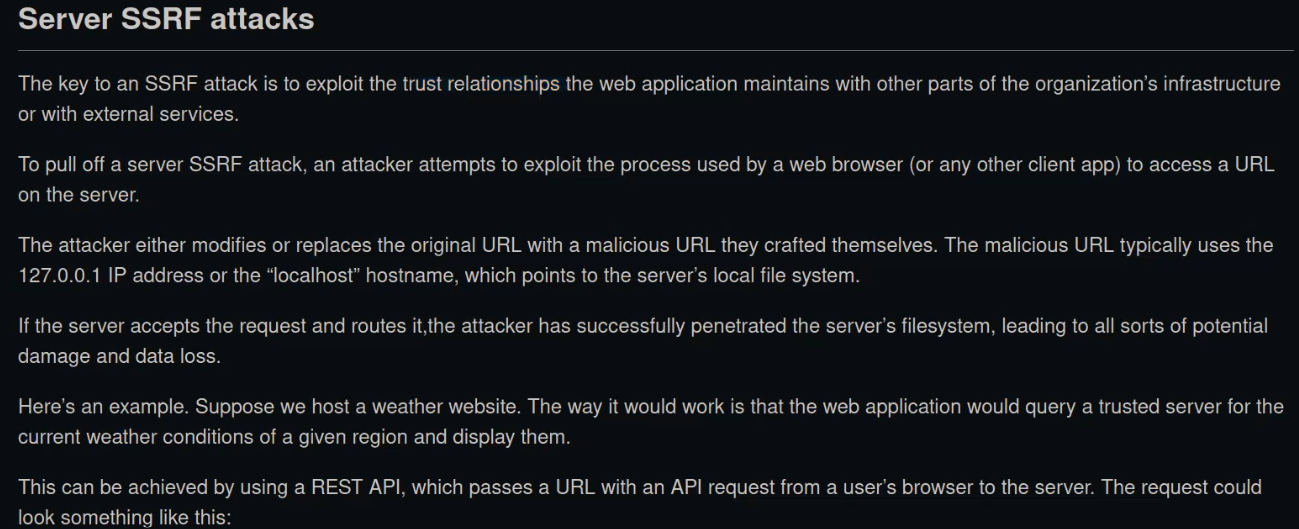 Server SSRF attacks
The key to an SSRF attack is to exploit the trust relationships the web application maintains with other parts of the organization’s infrastructure
or with external services.
To pull off a server SSRF attack, an attacker attempts to exploit the process used by a web browser (or any other client app) to access a URL
on the server.
The attacker either modifies or replaces the original URL with a malicious URL they crafted themselves. The malicious URL typically uses the
127.0.0.1 IP address or the “localhost” hostname, which points to the server’s local file system.
If the server accepts the request and routes it,the attacker has successfully penetrated the server’s filesystem, leading to all sorts of potential
damage and data loss.
Here’s an example. Suppose we host a weather website. The way it would work is that the web application would query a trusted server for the
current weather conditions of a given region and display them.
This can be achieved by using a REST API, which passes a URL with an API request from a user’s browser to the server. The request could
look something like this: